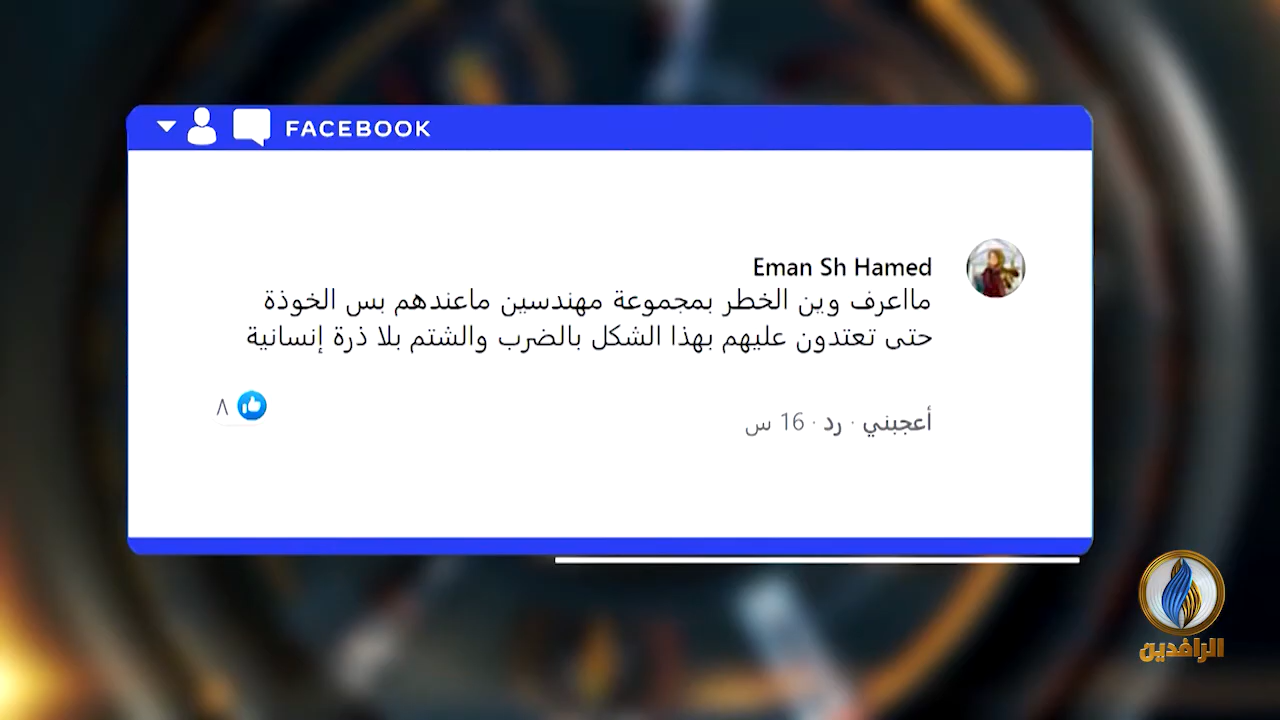 FACEBOOK
Eman Sh Hamed
مااعرف وين الخطر بمجموعة مهندسين ماعندهم بس الخوذة
حتى تعتدون عليهم بهذا الشكل بالضرب والشتم بلا ذرة إنسانية
أعجبني · رد · 16 س
٨
الرافدين